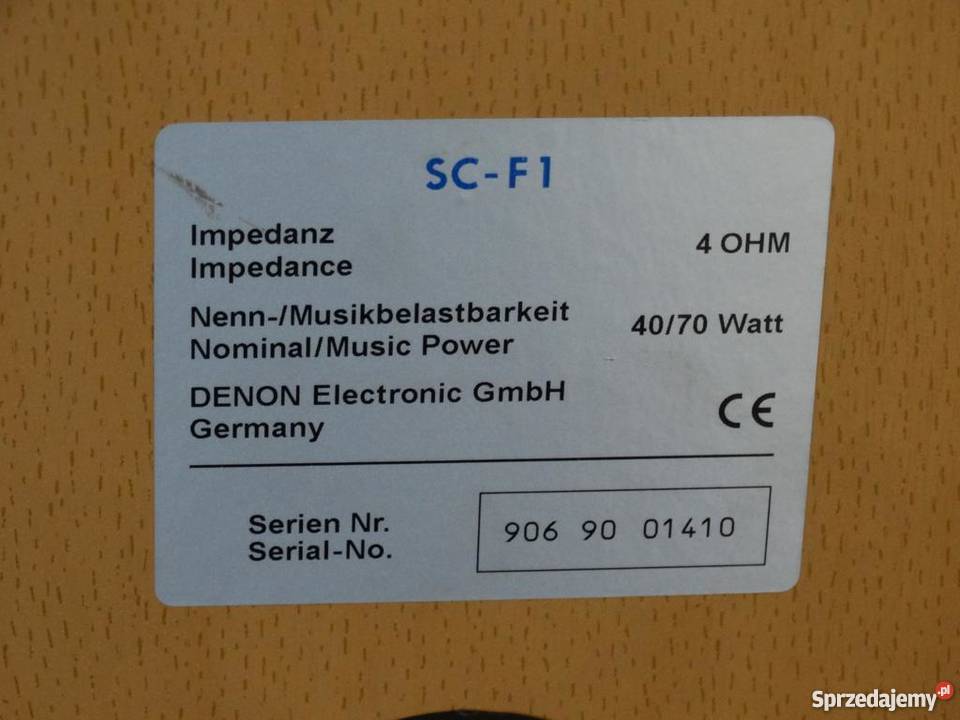 SC-F1
Impedanz
Impedance
4 OHM
Nenn-/Musikbelastbarkeit
Nominal/Music Power
40/70 Watt
DENON Electronic GmbH
Germany
CE
Serien Nr.
Serial-No.
906 90 01410
Sprzedajemy.pl